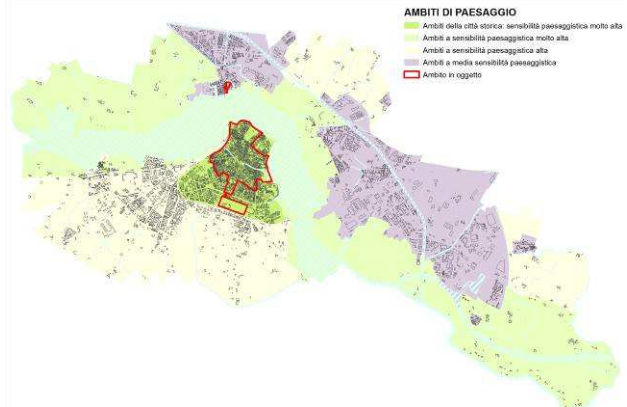 AMBITI DI PAESAGGIO
Ambiti della città storica: sensibilità paesaggistica molto alta
Ambiti a sensibilità paesaggistica molto alta
Ambiti a sensibilità paesaggistica alta
Ambiti a media sensibilità paesaggistica
Ambito in oggetto